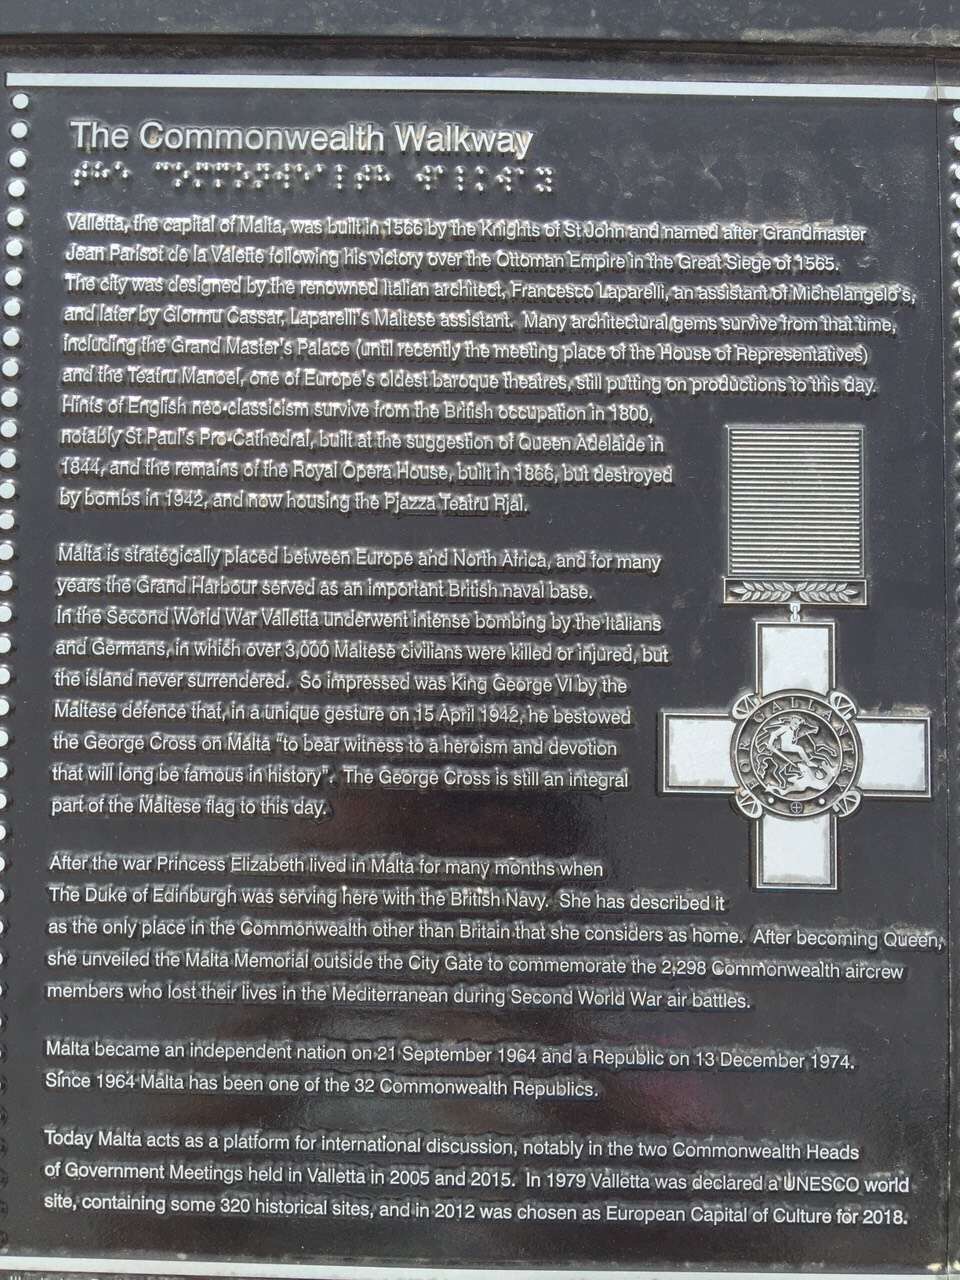 The Commonwealth Walkway
Valletta, the capital of Malta, was built in 1566 by the Knights of St John and named after Grandmaster
Jean Parisot de la Valette following his victory over the Ottoman Empire in the Great Siege of 1565.
The city was designed by the renowned Italian architect, Francesco Laparelli, an assistant of Michelangelo's,
and later by Glormu Cassar, Laparelli's Maltese assistant. Many architectural gems survive from that time,
including the Grand Master's Palace (until recently the meeting place of the House of Representatives)
and the Teatru Manoel, one of Europe's oldest baroque theatres, still putting on productions to this day.
Hints of English neo-classicism survive from the British occupation in 1800,
notably St Paul's Pro-Cathedral, built at the suggestion of Queen Adelaide in
1844, and the remains of the Royal Opera House, built in 1866, but destroyed
by bombs in 1942, and now housing the Pjazza Teatru Rjal.
Malta is strategically placed between Europe and North Africa, and for many
years the Grand Harbour served as an important British naval base.
In the Second World War Valletta underwent intense bombing by the Italians
and Germans, in which over 3,000 Maltese civilians were killed or injured, but
the island never surrendered. So impressed was King George VI by the
Maltese defence that, in a unique gesture on 15 April 1942, he bestowed
the George Cross on Malta "to bear witness to a heroism and devotion
that will long be famous in history". The George Cross is still an integral
part of the Maltese flag to this day.
FOR GALLANTRY
After the war Princess Elizabeth lived in Malta for many months when
The Duke of Edinburgh was serving here with the British Navy. She has described it
as the only place in the Commonwealth other than Britain that she considers as home. After becoming Queen,
she unveiled the Malta Memorial outside the City Gate to commemorate the 2,298 Commonwealth aircrew
members who lost their lives in the Mediterranean during Second World War air battles.
Malta became an independent nation on 21 September 1964 and a Republic on 13 December 1974.
Since 1964 Malta has been one of the 32 Commonwealth Republics.
Today Malta acts as a platform for international discussion, notably in the two Commonwealth Heads
of Government Meetings held in Valletta in 2005 and 2015. In 1979 Valletta was declared a UNESCO world
site, containing some 320 historical sites, and in 2012 was chosen as European Capital of Culture for 2018.